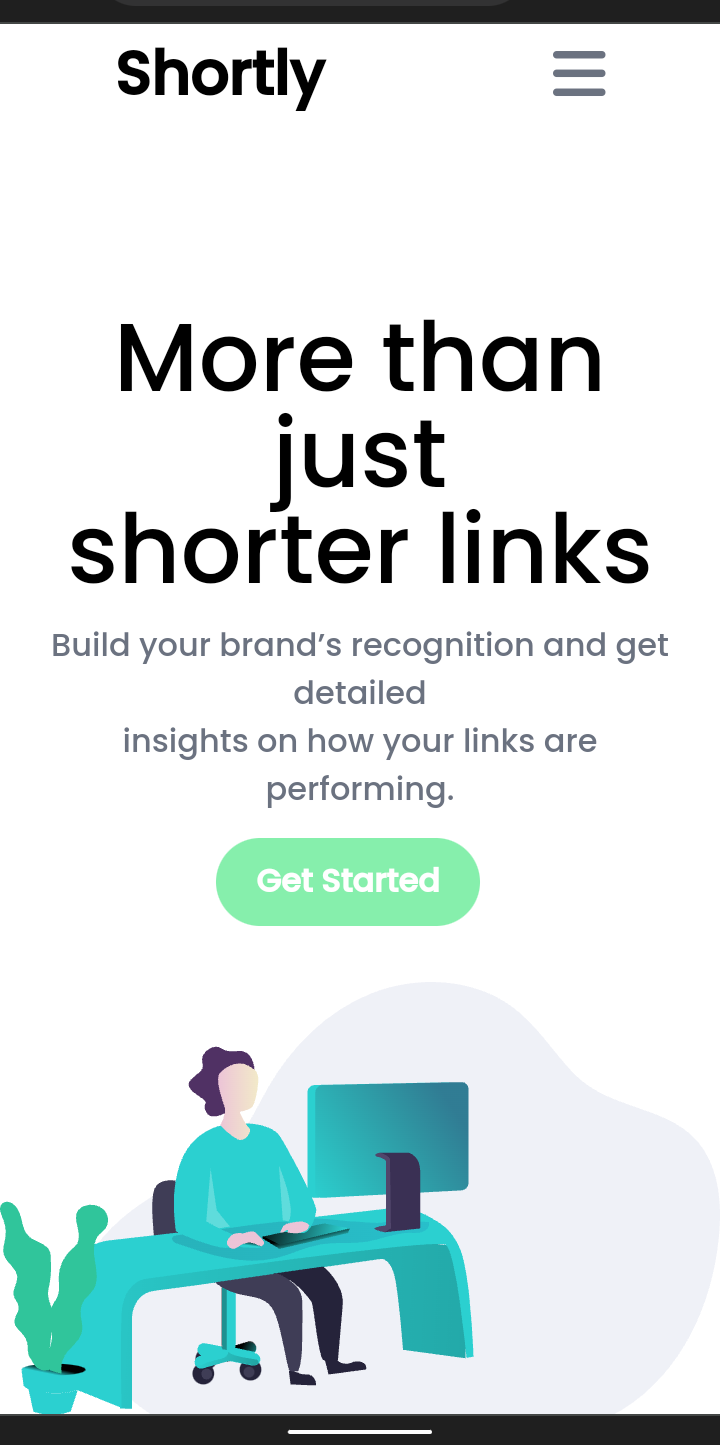 Shortly
More than
just
shorter links
Build your brand’s recognition and get
detailed
insights on how your links are
performing.
Get Started